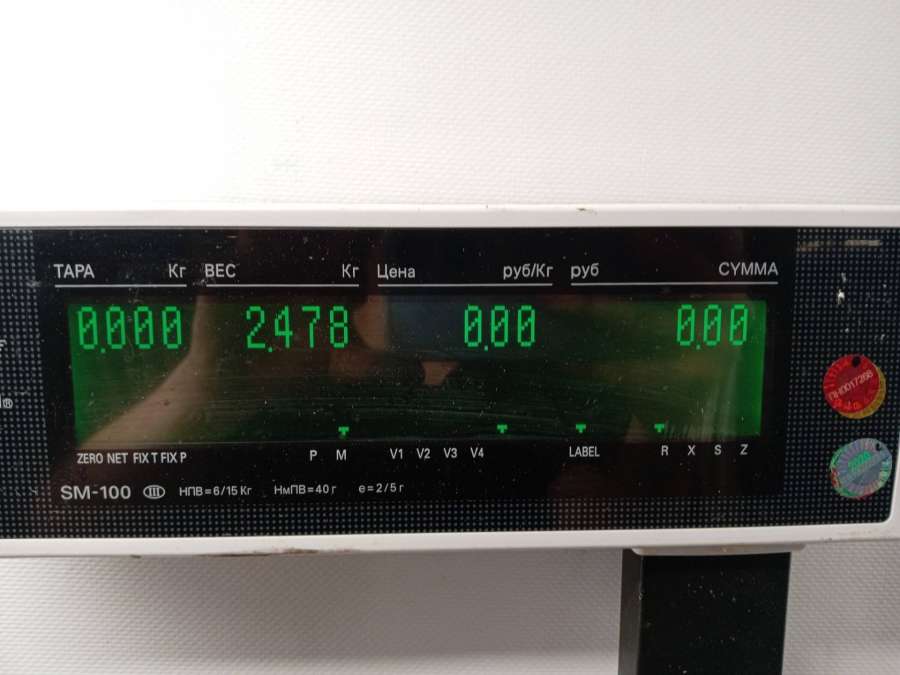 ТАРА Кг ВЕС Кг Цена руб/Кг руб СУММА
0.000 2.478 0.00 0.00
ZERO NET FIX T FIX P P M V1 V2 V3 V4 LABEL R X S Z
SM-100 III НПВ=6/15 Кг НмПВ=40 г e=2/5 г
®